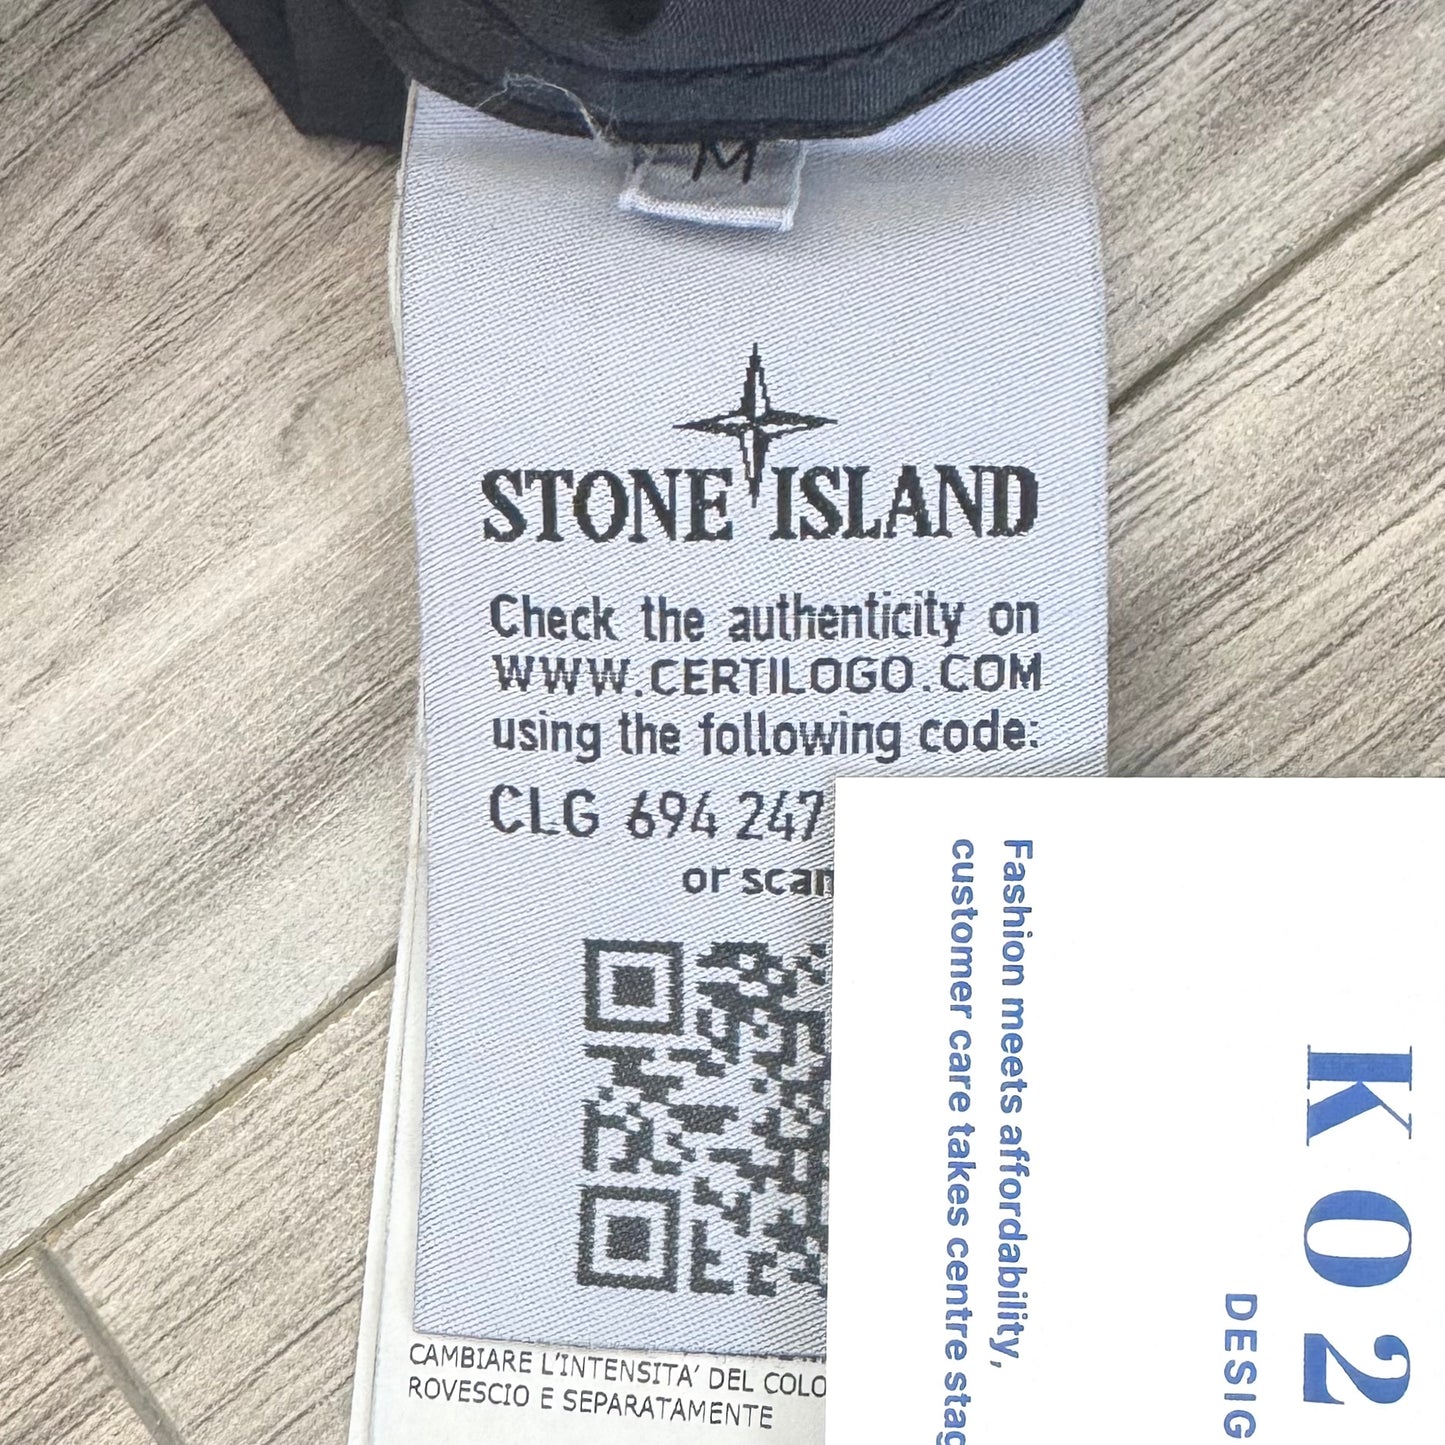 M
STONE ISLAND
Check the authenticity on
WWW.CERTILOGO.COM
using the following code:
CLG 694 247
or scan
CAMBIARE L'INTENSITA' DEL COLO
ROVESCIO E SEPARATAMENTE
Fashion meets affordability,
customer care takes centre stag
K02
DESIG